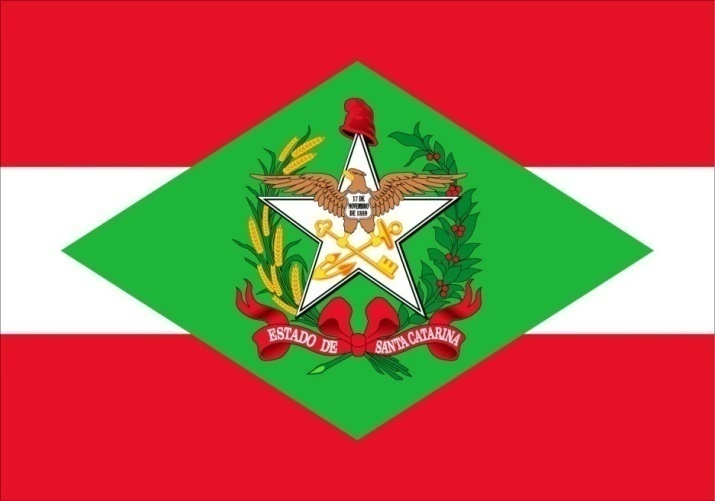 17 DE
NOVEMBRO
DE 1889
ESTADO DE SANTA CATARINA